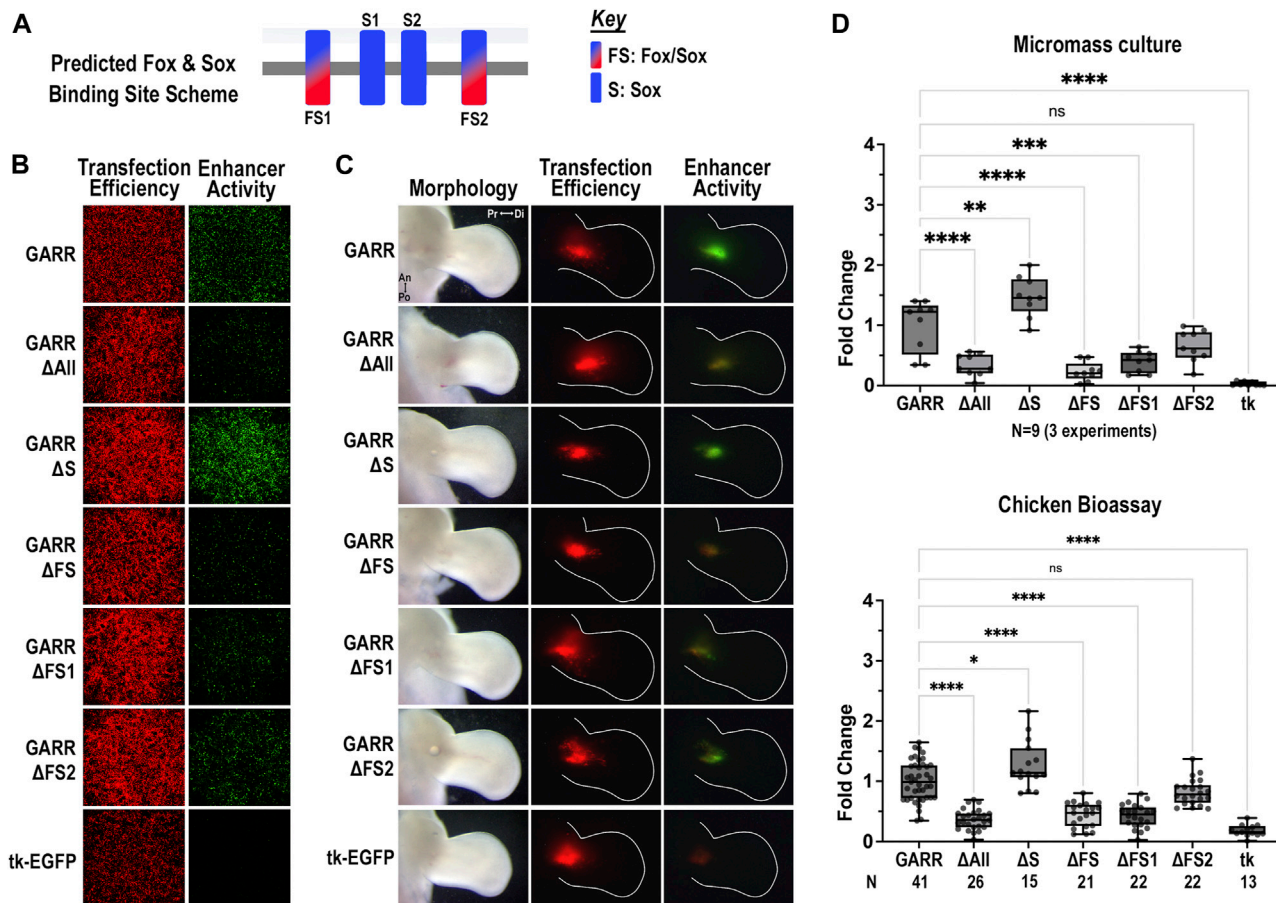 A
Predicted Fox & Sox
Binding Site Scheme
S1 S2
FS1 FS2
Key
FS: Fox/Sox
S: Sox
B
Transfection Efficiency
Enhancer Activity
GARR
GARR ΔAll
GARR ΔS
GARR ΔFS
GARR ΔFS1
GARR ΔFS2
tk-EGFP
C
Morphology
Transfection Efficiency
Enhancer Activity
GARR
Pr ⟷ Di
An
Po
GARR ΔAll
GARR ΔS
GARR ΔFS
GARR ΔFS1
GARR ΔFS2
tk-EGFP
D
Micromass culture
****
ns
***
****
**
****
Fold Change
4
3
2
1
0
GARR ΔAll ΔS ΔFS ΔFS1 ΔFS2 tk
N=9 (3 experiments)
Chicken Bioassay
****
ns
****
****
*
****
Fold Change
4
3
2
1
0
GARR ΔAll ΔS ΔFS ΔFS1 ΔFS2 tk
N 41 26 15 21 22 22 13